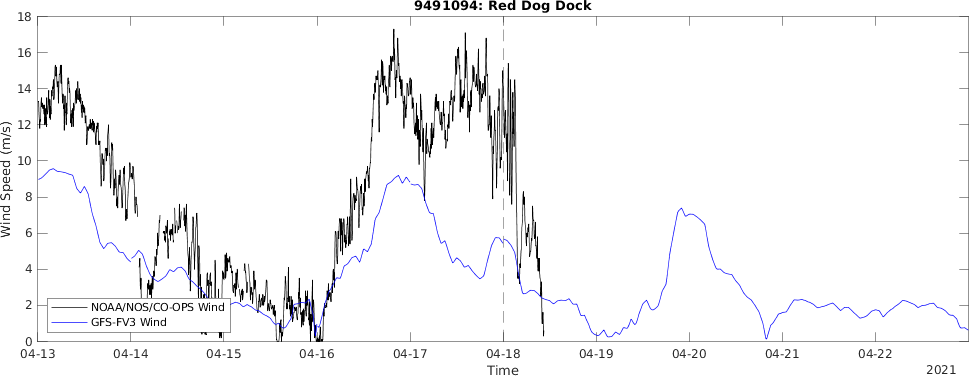 9491094: Red Dog Dock
18
16
14
12
10
8
6
4
2
0
Wind Speed (m/s)
NOAA/NOS/CO-OPS Wind
GFS-FV3 Wind
04-13 04-14 04-15 04-16 04-17 04-18 04-19 04-20 04-21 04-22
Time
2021